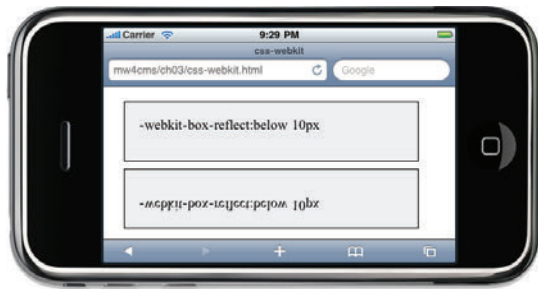 Carrier 9:29 PM
css-webkit
mw4cms/ch03/css-webkit.html Google
-webkit-box-reflect:below 10px
-webkit-box-reflect:below 10px